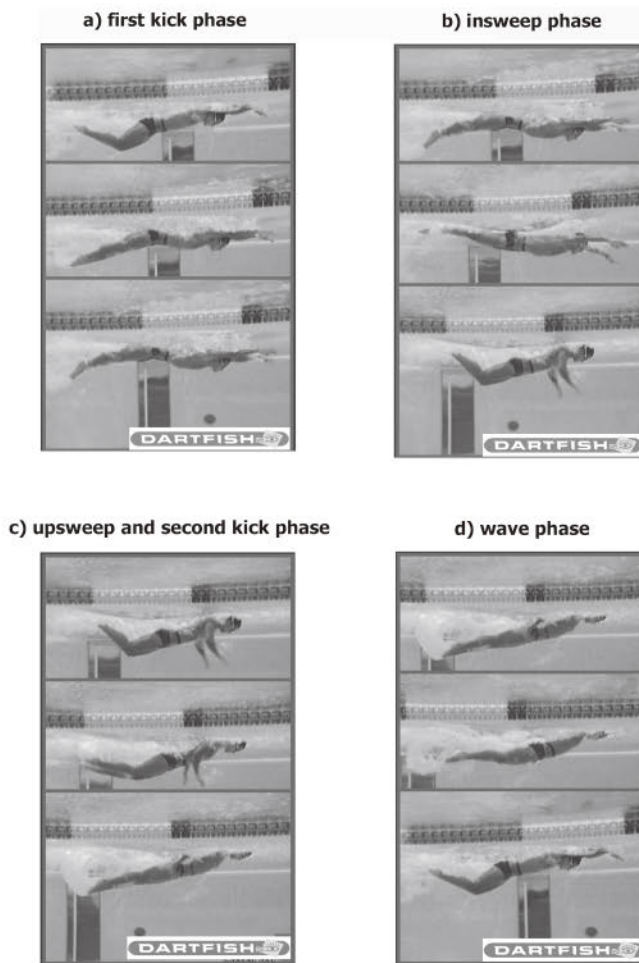 a) first kick phase
b) insweep phase
DARTFISH
DARTFISH
c) upsweep and second kick phase
d) wave phase
DARTFISH
DARTFISH